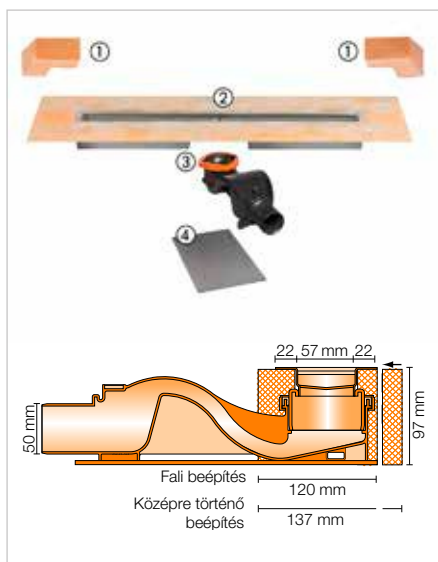 ① ①
②
③
④
22 57 mm 22
50 mm
97 mm
Fali beépítés
120 mm
Középre történő
beépítés
137 mm